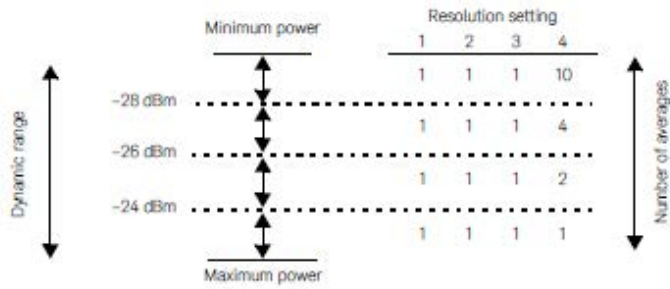 Minimum power
Resolution setting
1 2 3 4
1 1 1 10
–28 dBm
1 1 1 4
–26 dBm
1 1 1 2
–24 dBm
1 1 1 1
Maximum power
Dynamic range
Number of averages